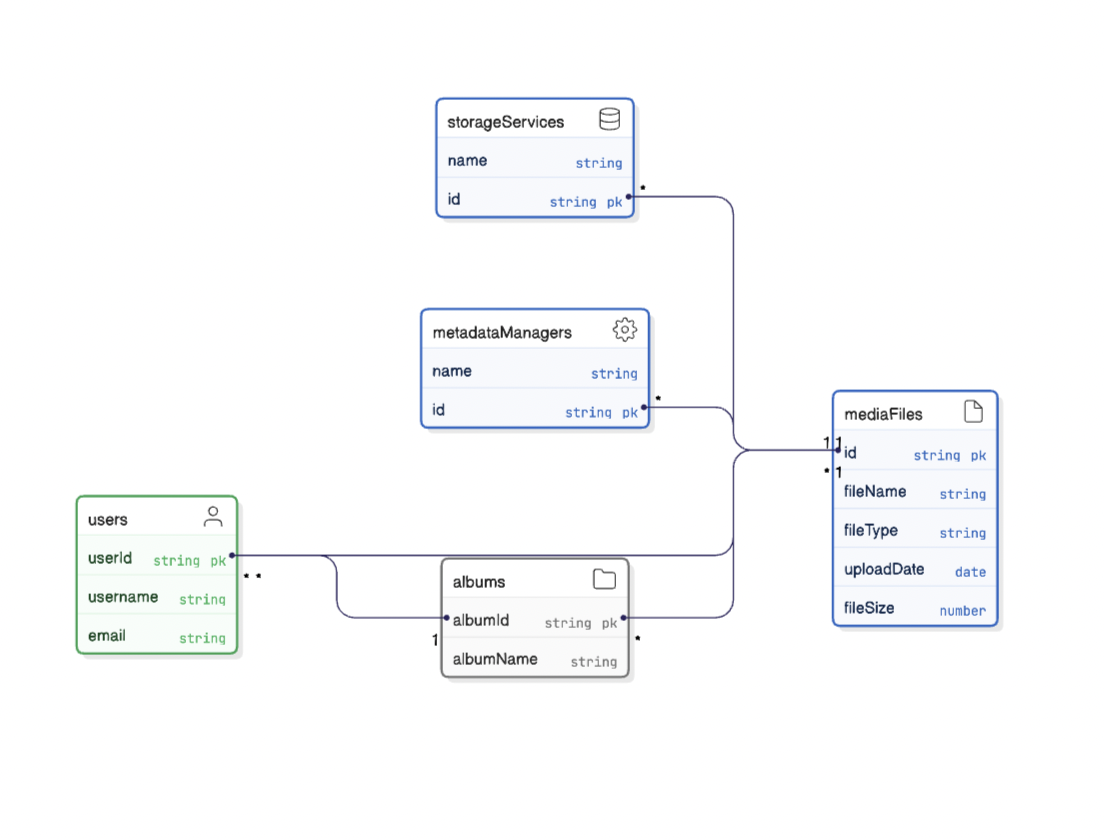 storageServices
name string
id string pk
*
metadataManagers
name string
id string pk
*
mediaFiles
11
id string pk
* 1
fileName string
fileType string
uploadDate date
fileSize number
users
userId string pk
* *
username string
email string
albums
albumId string pk
1
*
albumName string